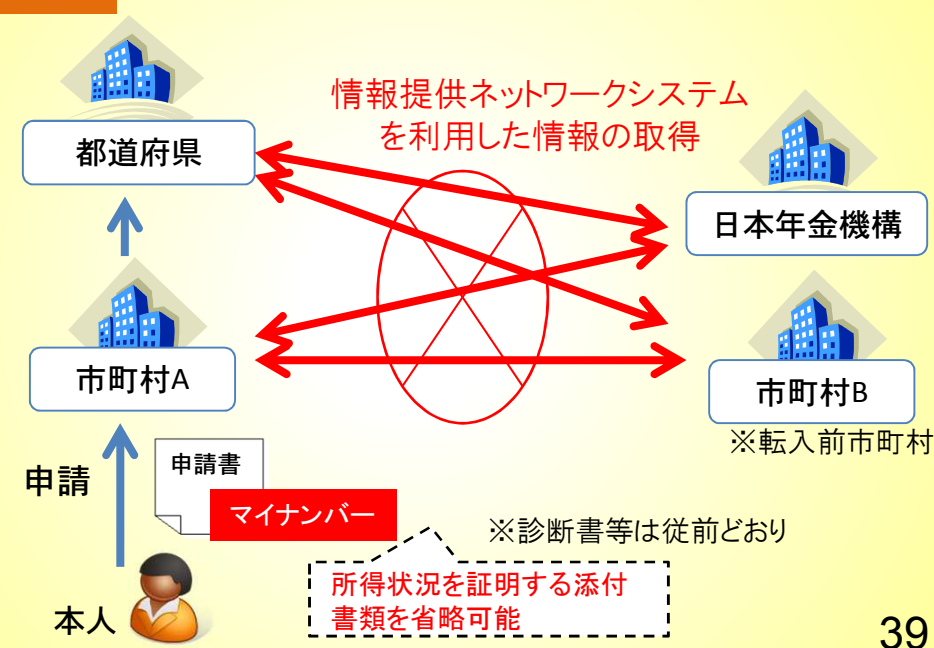 情報提供ネットワークシステム
を利用した情報の取得
都道府県
日本年金機構
市町村A
市町村B
※転入前市町村
申請
申請書
マイナンバー
※診断書等は従前どおり
所得状況を証明する添付
書類を省略可能
本人
39